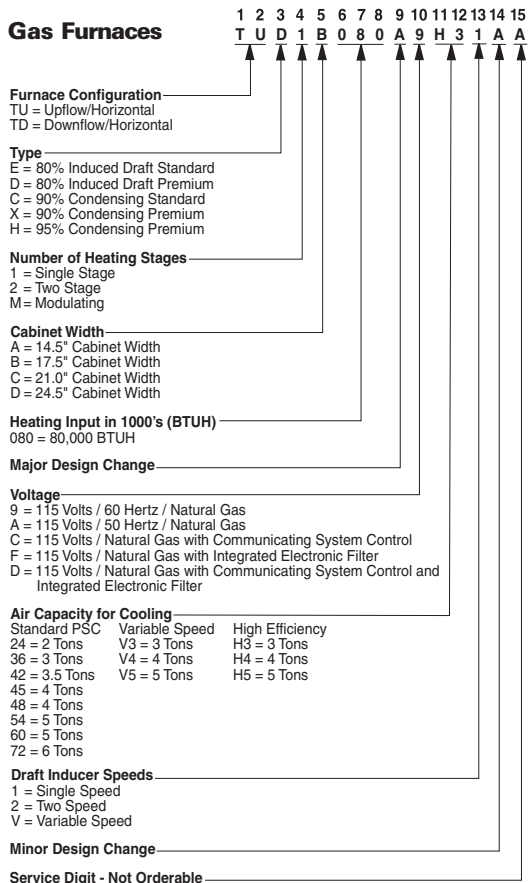 Gas Furnaces
1 2 3 4 5 6 7 8 9 10 11 12 13 14 15
T U D 1 B 0 8 0 A 9 H 3 1 A A
Furnace Configuration
TU = Upflow/Horizontal
TD = Downflow/Horizontal
Type
E = 80% Induced Draft Standard
D = 80% Induced Draft Premium
C = 90% Condensing Standard
X = 90% Condensing Premium
H = 95% Condensing Premium
Number of Heating Stages
1 = Single Stage
2 = Two Stage
M= Modulating
Cabinet Width
A = 14.5" Cabinet Width
B = 17.5" Cabinet Width
C = 21.0" Cabinet Width
D = 24.5" Cabinet Width
Heating Input in 1000's (BTUH)
080 = 80,000 BTUH
Major Design Change
Voltage
9 = 115 Volts / 60 Hertz / Natural Gas
A = 115 Volts / 50 Hertz / Natural Gas
C = 115 Volts / Natural Gas with Communicating System Control
F = 115 Volts / Natural Gas with Integrated Electronic Filter
D = 115 Volts / Natural Gas with Communicating System Control and
Integrated Electronic Filter
Air Capacity for Cooling
Standard PSC Variable Speed High Efficiency
24 = 2 Tons V3 = 3 Tons H3 = 3 Tons
36 = 3 Tons V4 = 4 Tons H4 = 4 Tons
42 = 3.5 Tons V5 = 5 Tons H5 = 5 Tons
45 = 4 Tons
48 = 4 Tons
54 = 5 Tons
60 = 5 Tons
72 = 6 Tons
Draft Inducer Speeds
1 = Single Speed
2 = Two Speed
V = Variable Speed
Minor Design Change
Service Digit - Not Orderable